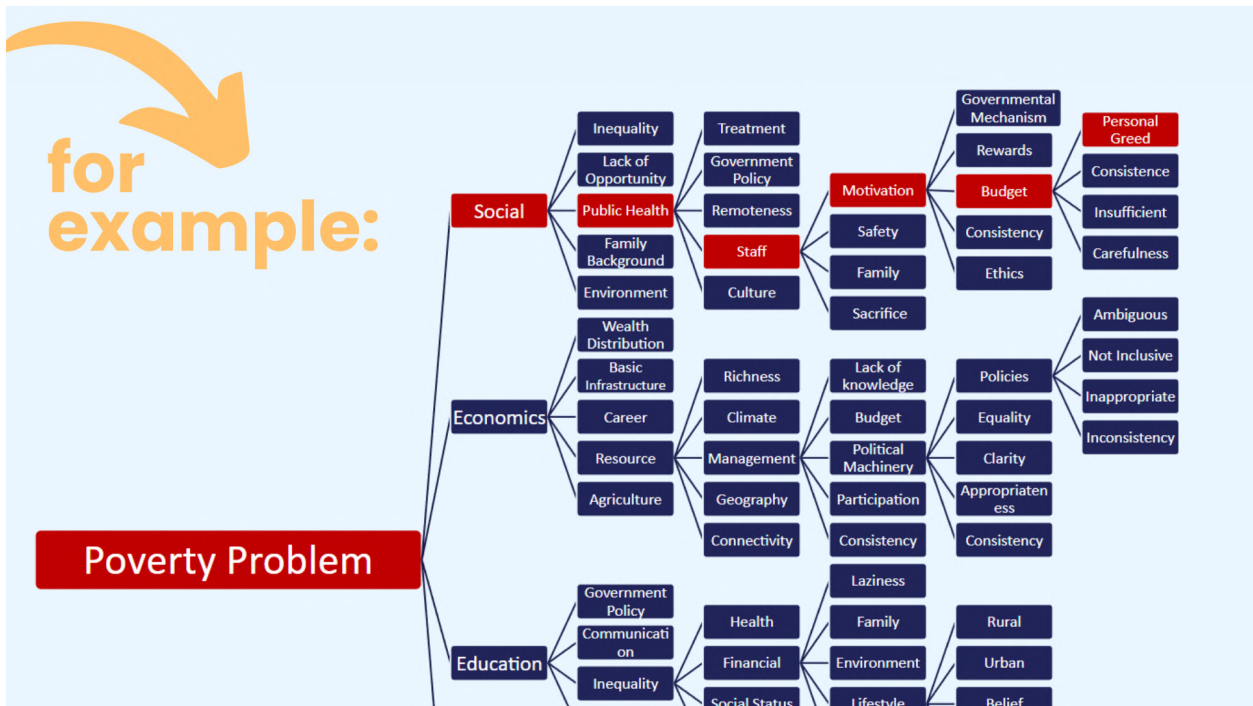 for
example:
Poverty Problem
Social
Inequality
Lack of
Opportunity
Public Health
Family
Background
Environment
Treatment
Government
Policy
Remoteness
Staff
Culture
Motivation
Safety
Family
Sacrifice
Governmental
Mechanism
Rewards
Budget
Consistency
Ethics
Personal
Greed
Consistence
Insufficient
Carefulness
Economics
Wealth
Distribution
Basic
Infrastructure
Career
Resource
Agriculture
Richness
Climate
Management
Geography
Connectivity
Lack of
knowledge
Budget
Political
Machinery
Participation
Consistency
Policies
Equality
Clarity
Appropriaten
ess
Consistency
Ambiguous
Not Inclusive
Inappropriate
Inconsistency
Education
Government
Policy
Communicati
on
Inequality
Health
Financial
Social Status
Laziness
Family
Environment
Lifestyle
Rural
Urban
Belief